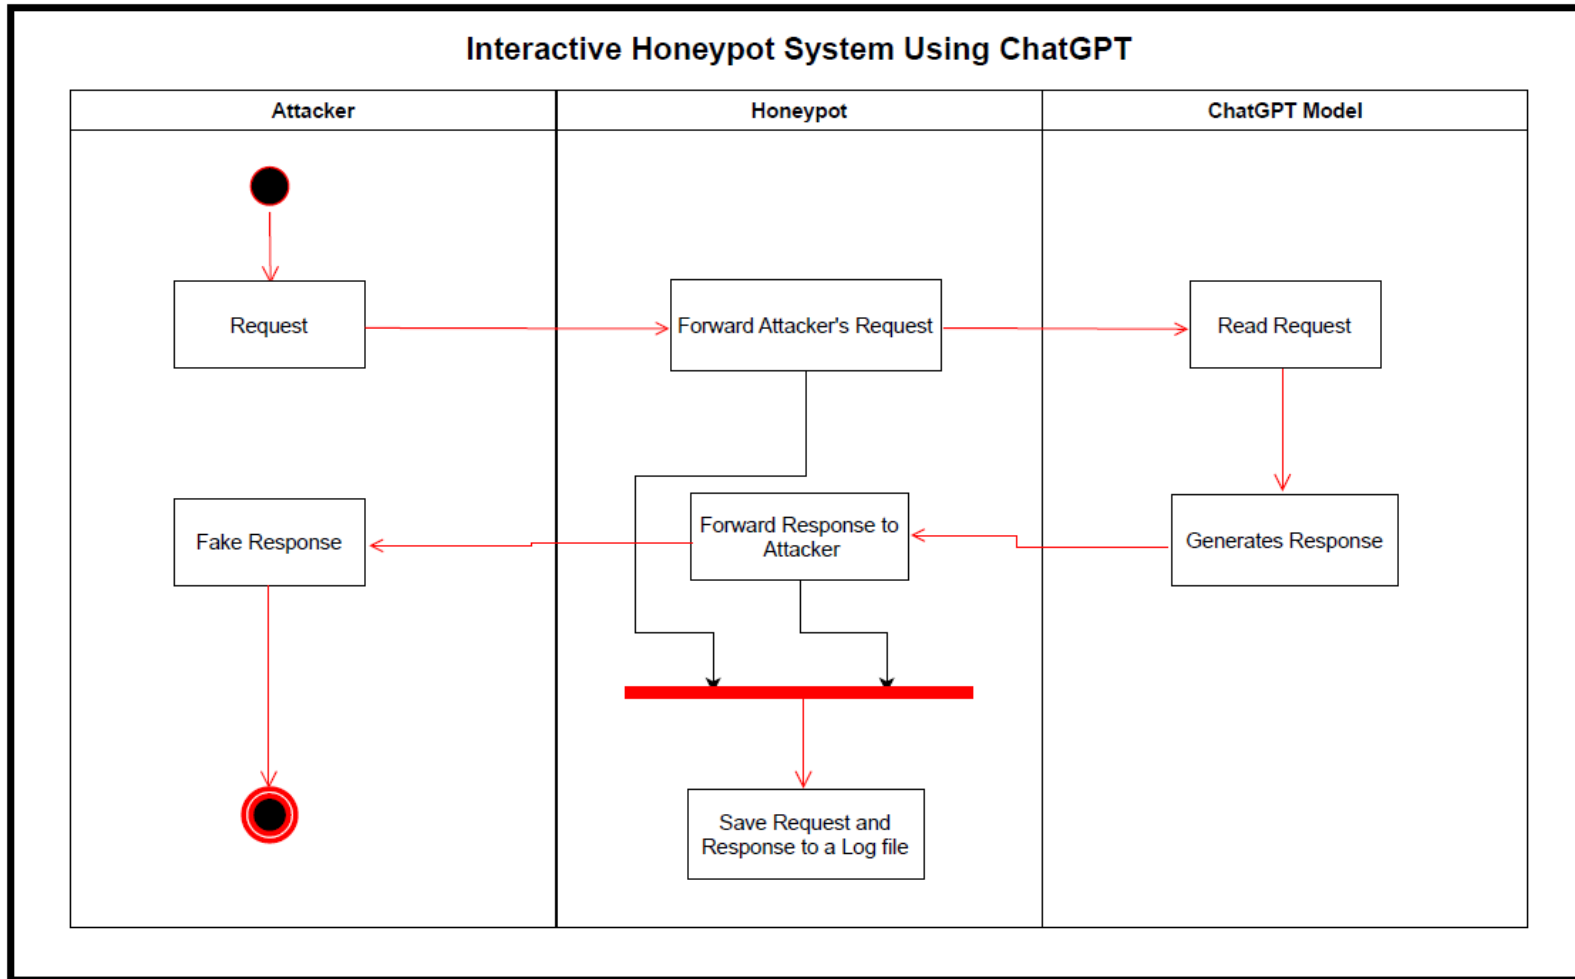 Interactive Honeypot System Using ChatGPT
Attacker
Honeypot
ChatGPT Model
Request
Forward Attacker's Request
Read Request
Fake Response
Forward Response to
Attacker
Generates Response
Save Request and
Response to a Log file